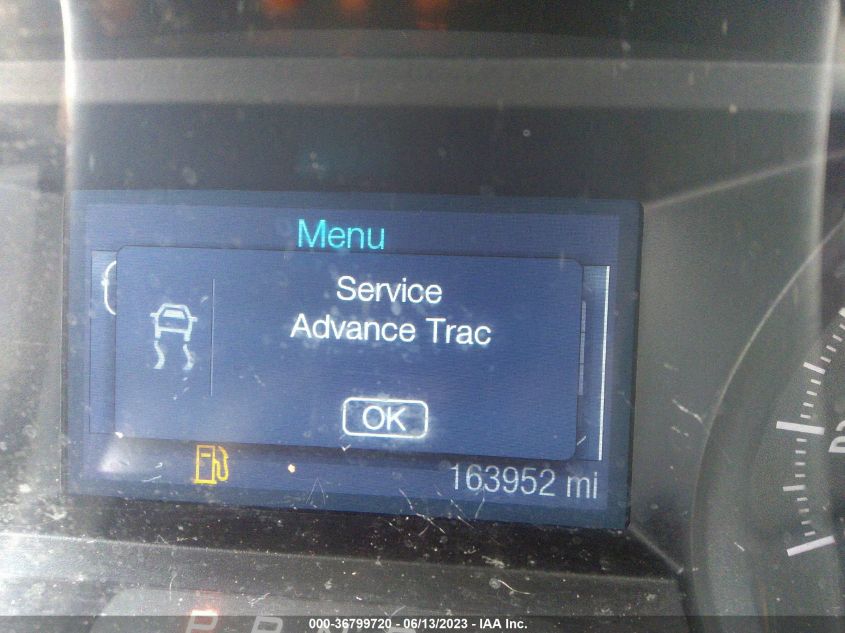 Menu
Service
Advance Trac
OK
163952 mi
P R N D
000-36799720 - 06/13/2023 - IAA Inc.